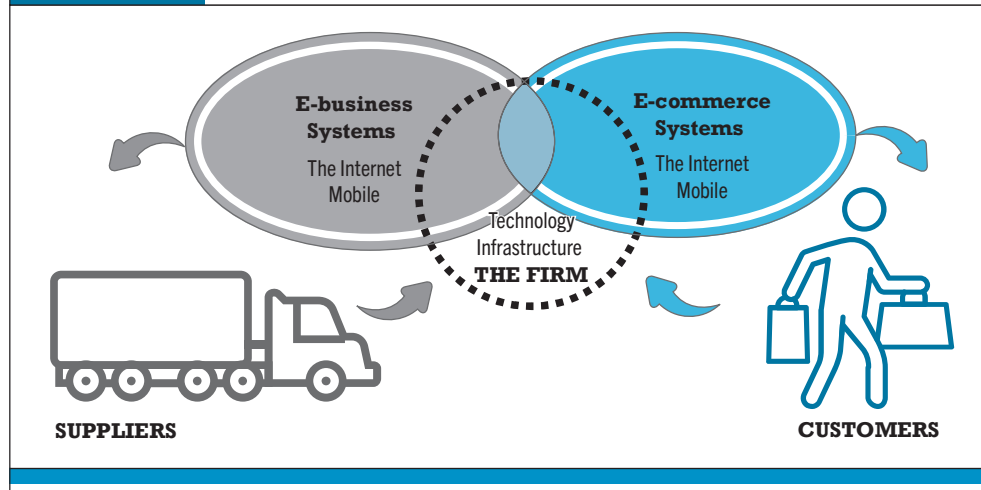 E-business
Systems
The Internet
Mobile
E-commerce
Systems
The Internet
Mobile
Technology
Infrastructure
THE FIRM
SUPPLIERS
CUSTOMERS